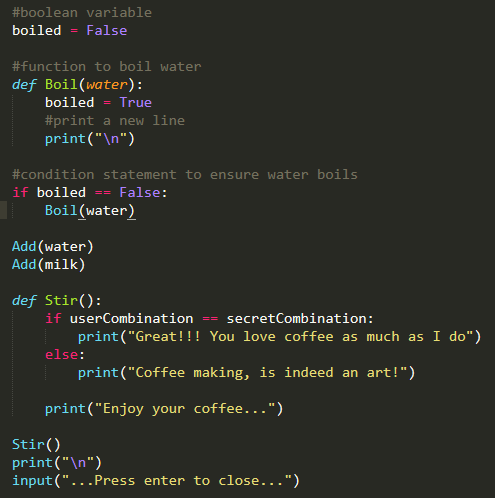 #boolean variable
boiled = False
#function to boil water
def Boil(water):
boiled = True
#print a new line
print("\n")
#condition statement to ensure water boils
if boiled == False:
Boil(water)
Add(water)
Add(milk)
def Stir():
if userCombination == secretCombination:
print("Great!!! You love coffee as much as I do")
else:
print("Coffee making, is indeed an art!")
print("Enjoy your coffee...")
Stir()
print("\n")
input("...Press enter to close...")